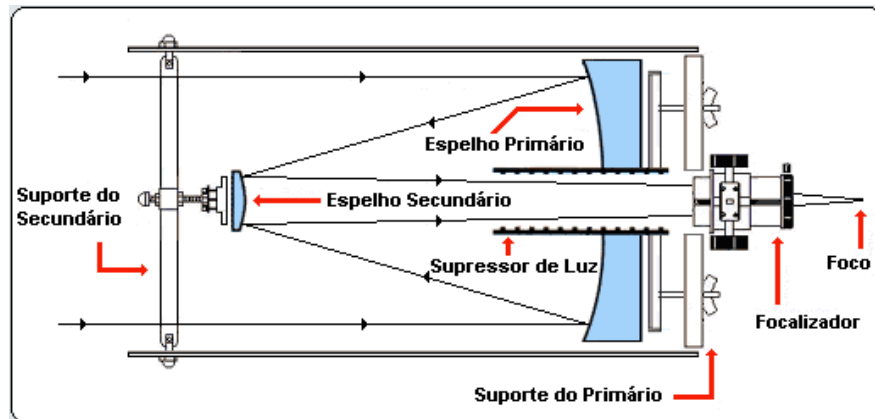 Espelho Primário
Suporte do
Secundário
Espelho Secundário
Supressor de Luz
Foco
Focalizador
Suporte do Primário